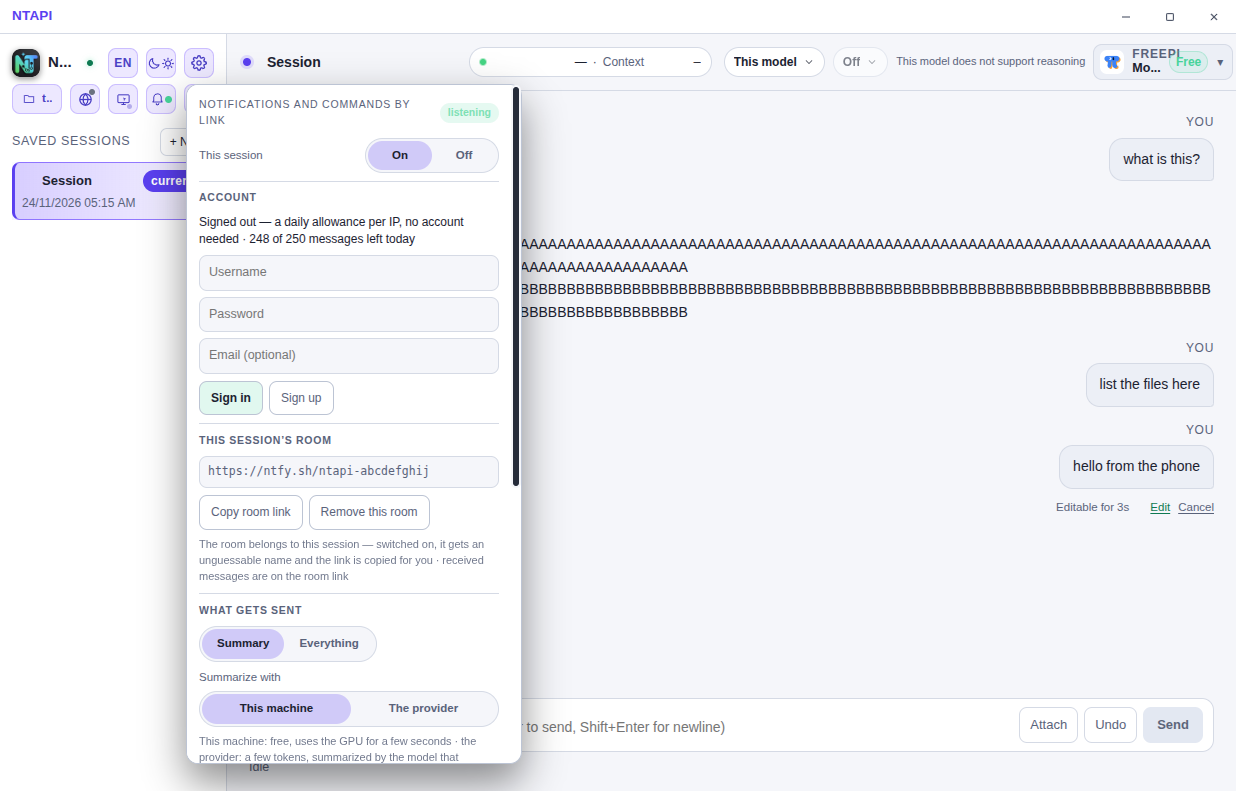 NTAPI
N...
EN
t..
SAVED SESSIONS
+ N
Session
curren
24/11/2026 05:15 AM
Session
— · Context –
This model
Off
This model does not support reasoning
FREEPI
Mo...
Free
NOTIFICATIONS AND COMMANDS BY
LINK
listening
This session
On
Off
ACCOUNT
Signed out — a daily allowance per IP, no account
needed · 248 of 250 messages left today
Username
Password
Email (optional)
Sign in
Sign up
THIS SESSION'S ROOM
https://ntfy.sh/ntapi-abcdefghij
Copy room link
Remove this room
The room belongs to this session — switched on, it gets an
unguessable name and the link is copied for you · received
messages are on the room link
WHAT GETS SENT
Summary
Everything
Summarize with
This machine
The provider
This machine: free, uses the GPU for a few seconds · the
provider: a few tokens, summarized by the model that
YOU
what is this?
YOU
list the files here
YOU
hello from the phone
Editable for 3s
Edit
Cancel
to send, Shift+Enter for newline)
Attach
Undo
Send
Idle